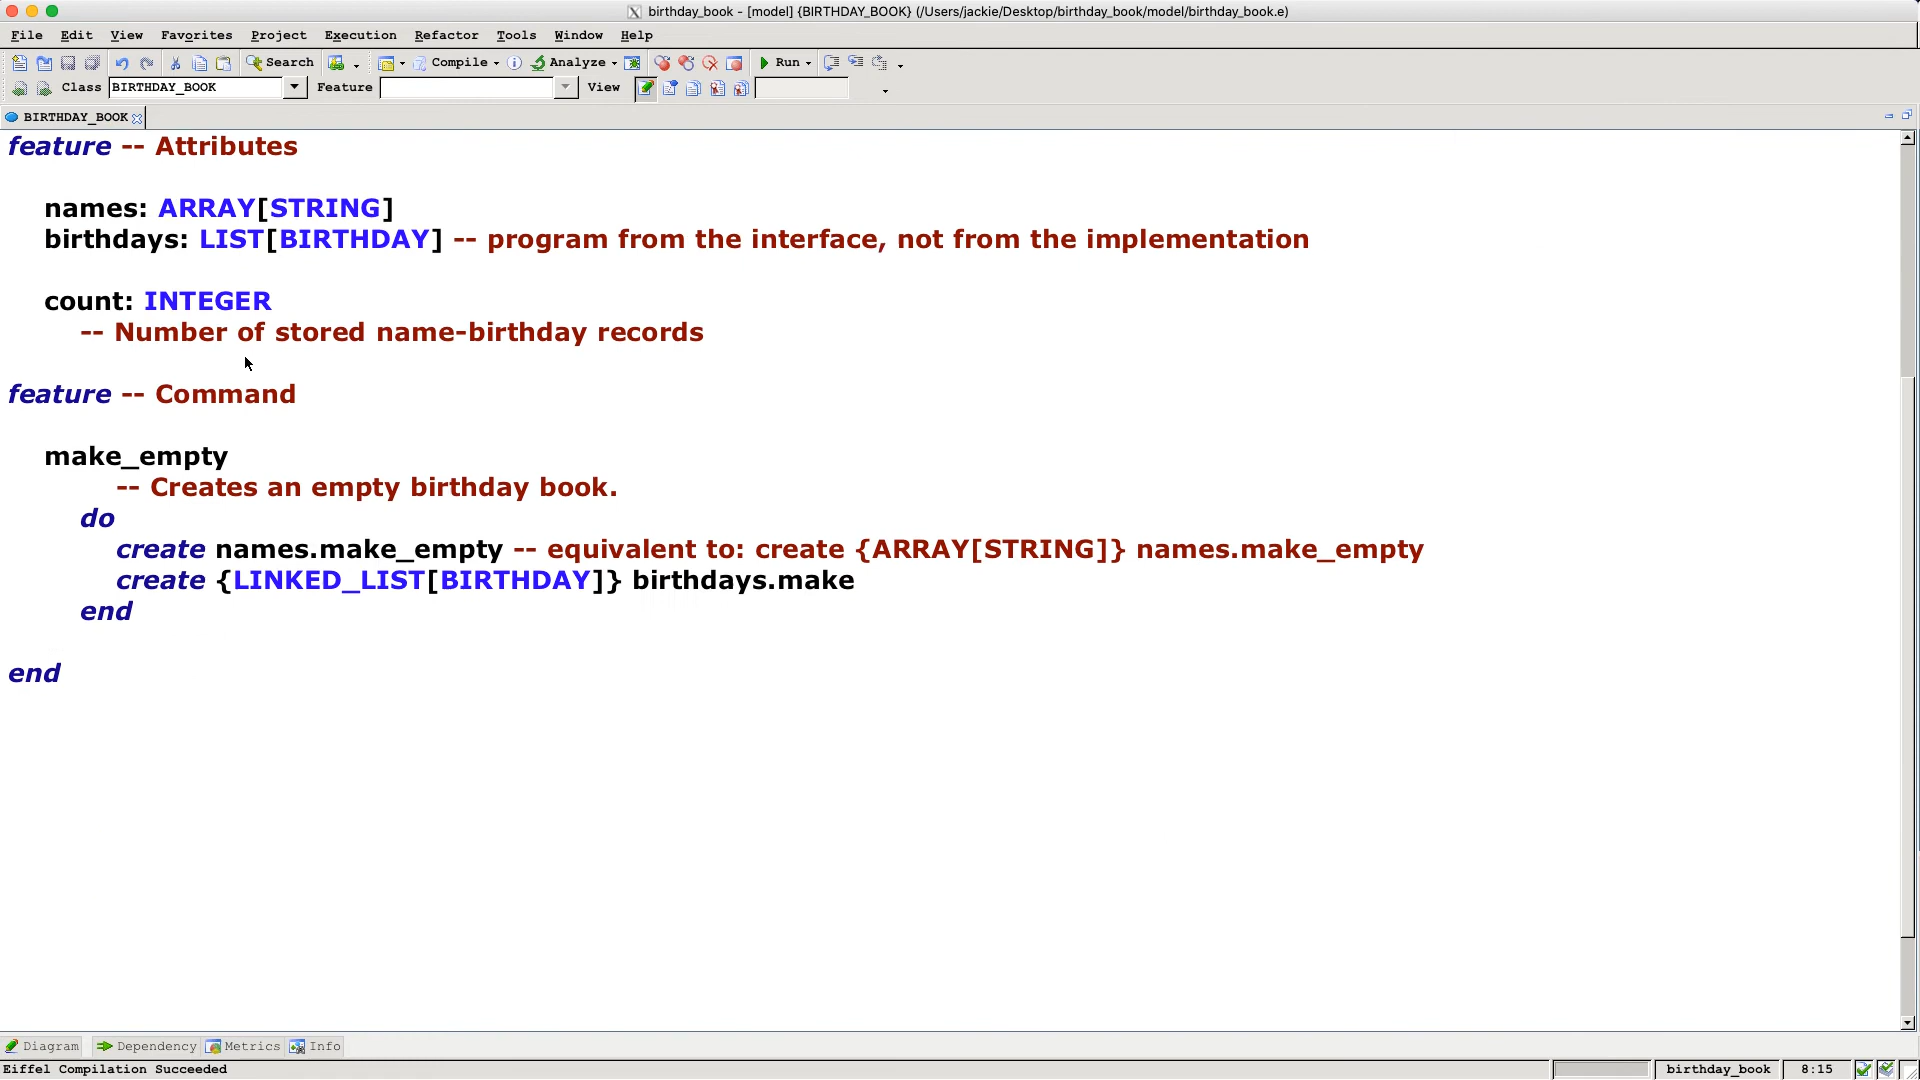 birthday_book - [model] {BIRTHDAY_BOOK} (/Users/jackie/Desktop/birthday_book/model/birthday_book.e)
File Edit View Favorites Project Execution Refactor Tools Window Help
Search Compile Analyze Run
Class BIRTHDAY_BOOK Feature View
BIRTHDAY_BOOK
feature -- Attributes
names: ARRAY[STRING]
birthdays: LIST[BIRTHDAY] -- program from the interface, not from the implementation
count: INTEGER
-- Number of stored name-birthday records
feature -- Command
make_empty
-- Creates an empty birthday book.
do
create names.make_empty -- equivalent to: create {ARRAY[STRING]} names.make_empty
create {LINKED_LIST[BIRTHDAY]} birthdays.make
end
end
Diagram Dependency Metrics Info
Eiffel Compilation Succeeded birthday_book 8:15